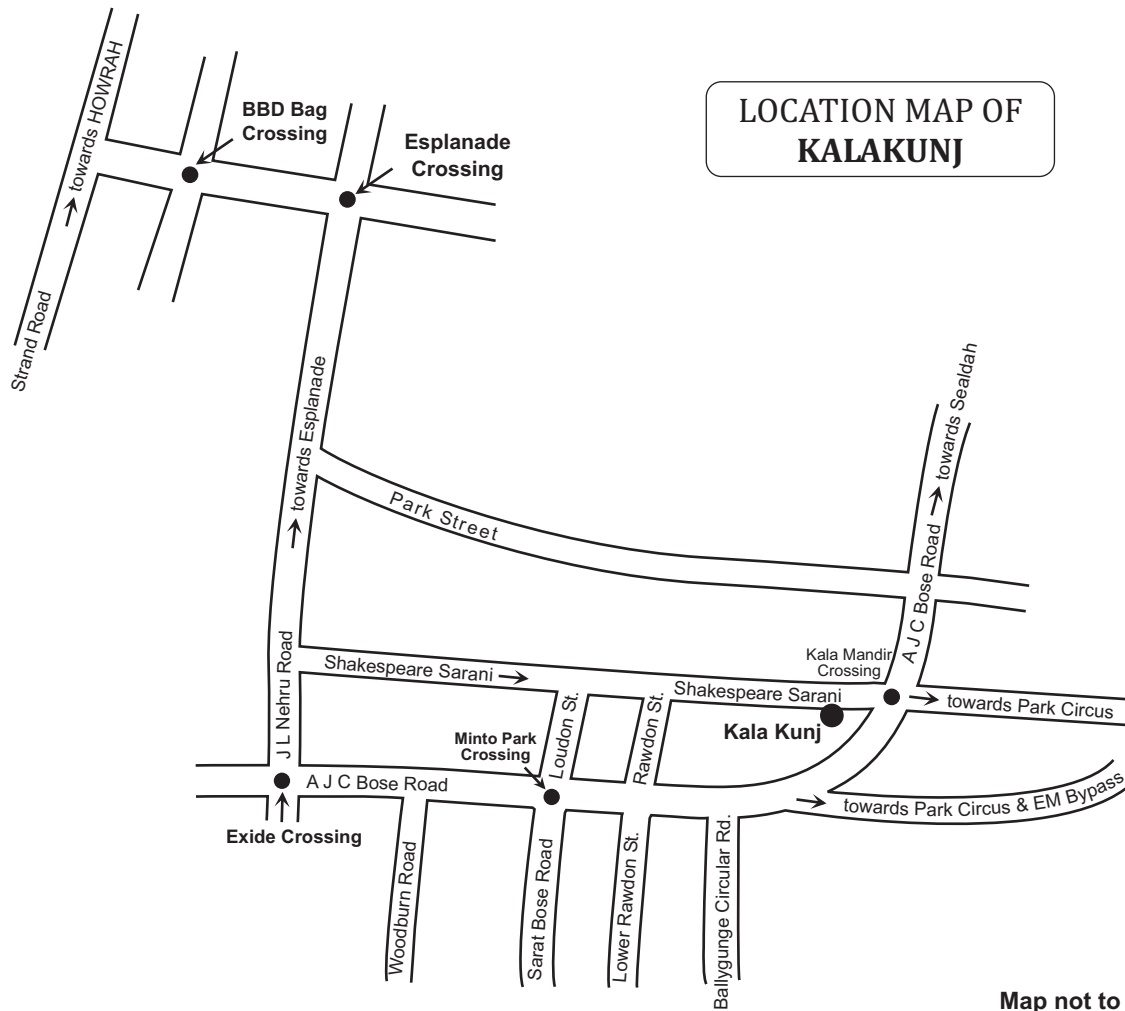 LOCATION MAP OF
KALAKUNJ
towards HOWRAH
Strand Road
BBD Bag
Crossing
Esplanade
Crossing
towards Esplanade
J L Nehru Road
Park Street
towards Sealdah
A J C Bose Road
Kala Mandir
Crossing
Shakespeare Sarani
Shakespeare Sarani
towards Park Circus
Kala Kunj
Loudon St.
Rawdon St.
Minto Park
Crossing
A J C Bose Road
Exide Crossing
towards Park Circus & EM Bypass
Woodburn Road
Sarat Bose Road
Lower Rawdon St.
Ballygunge Circular Rd.
Map not to